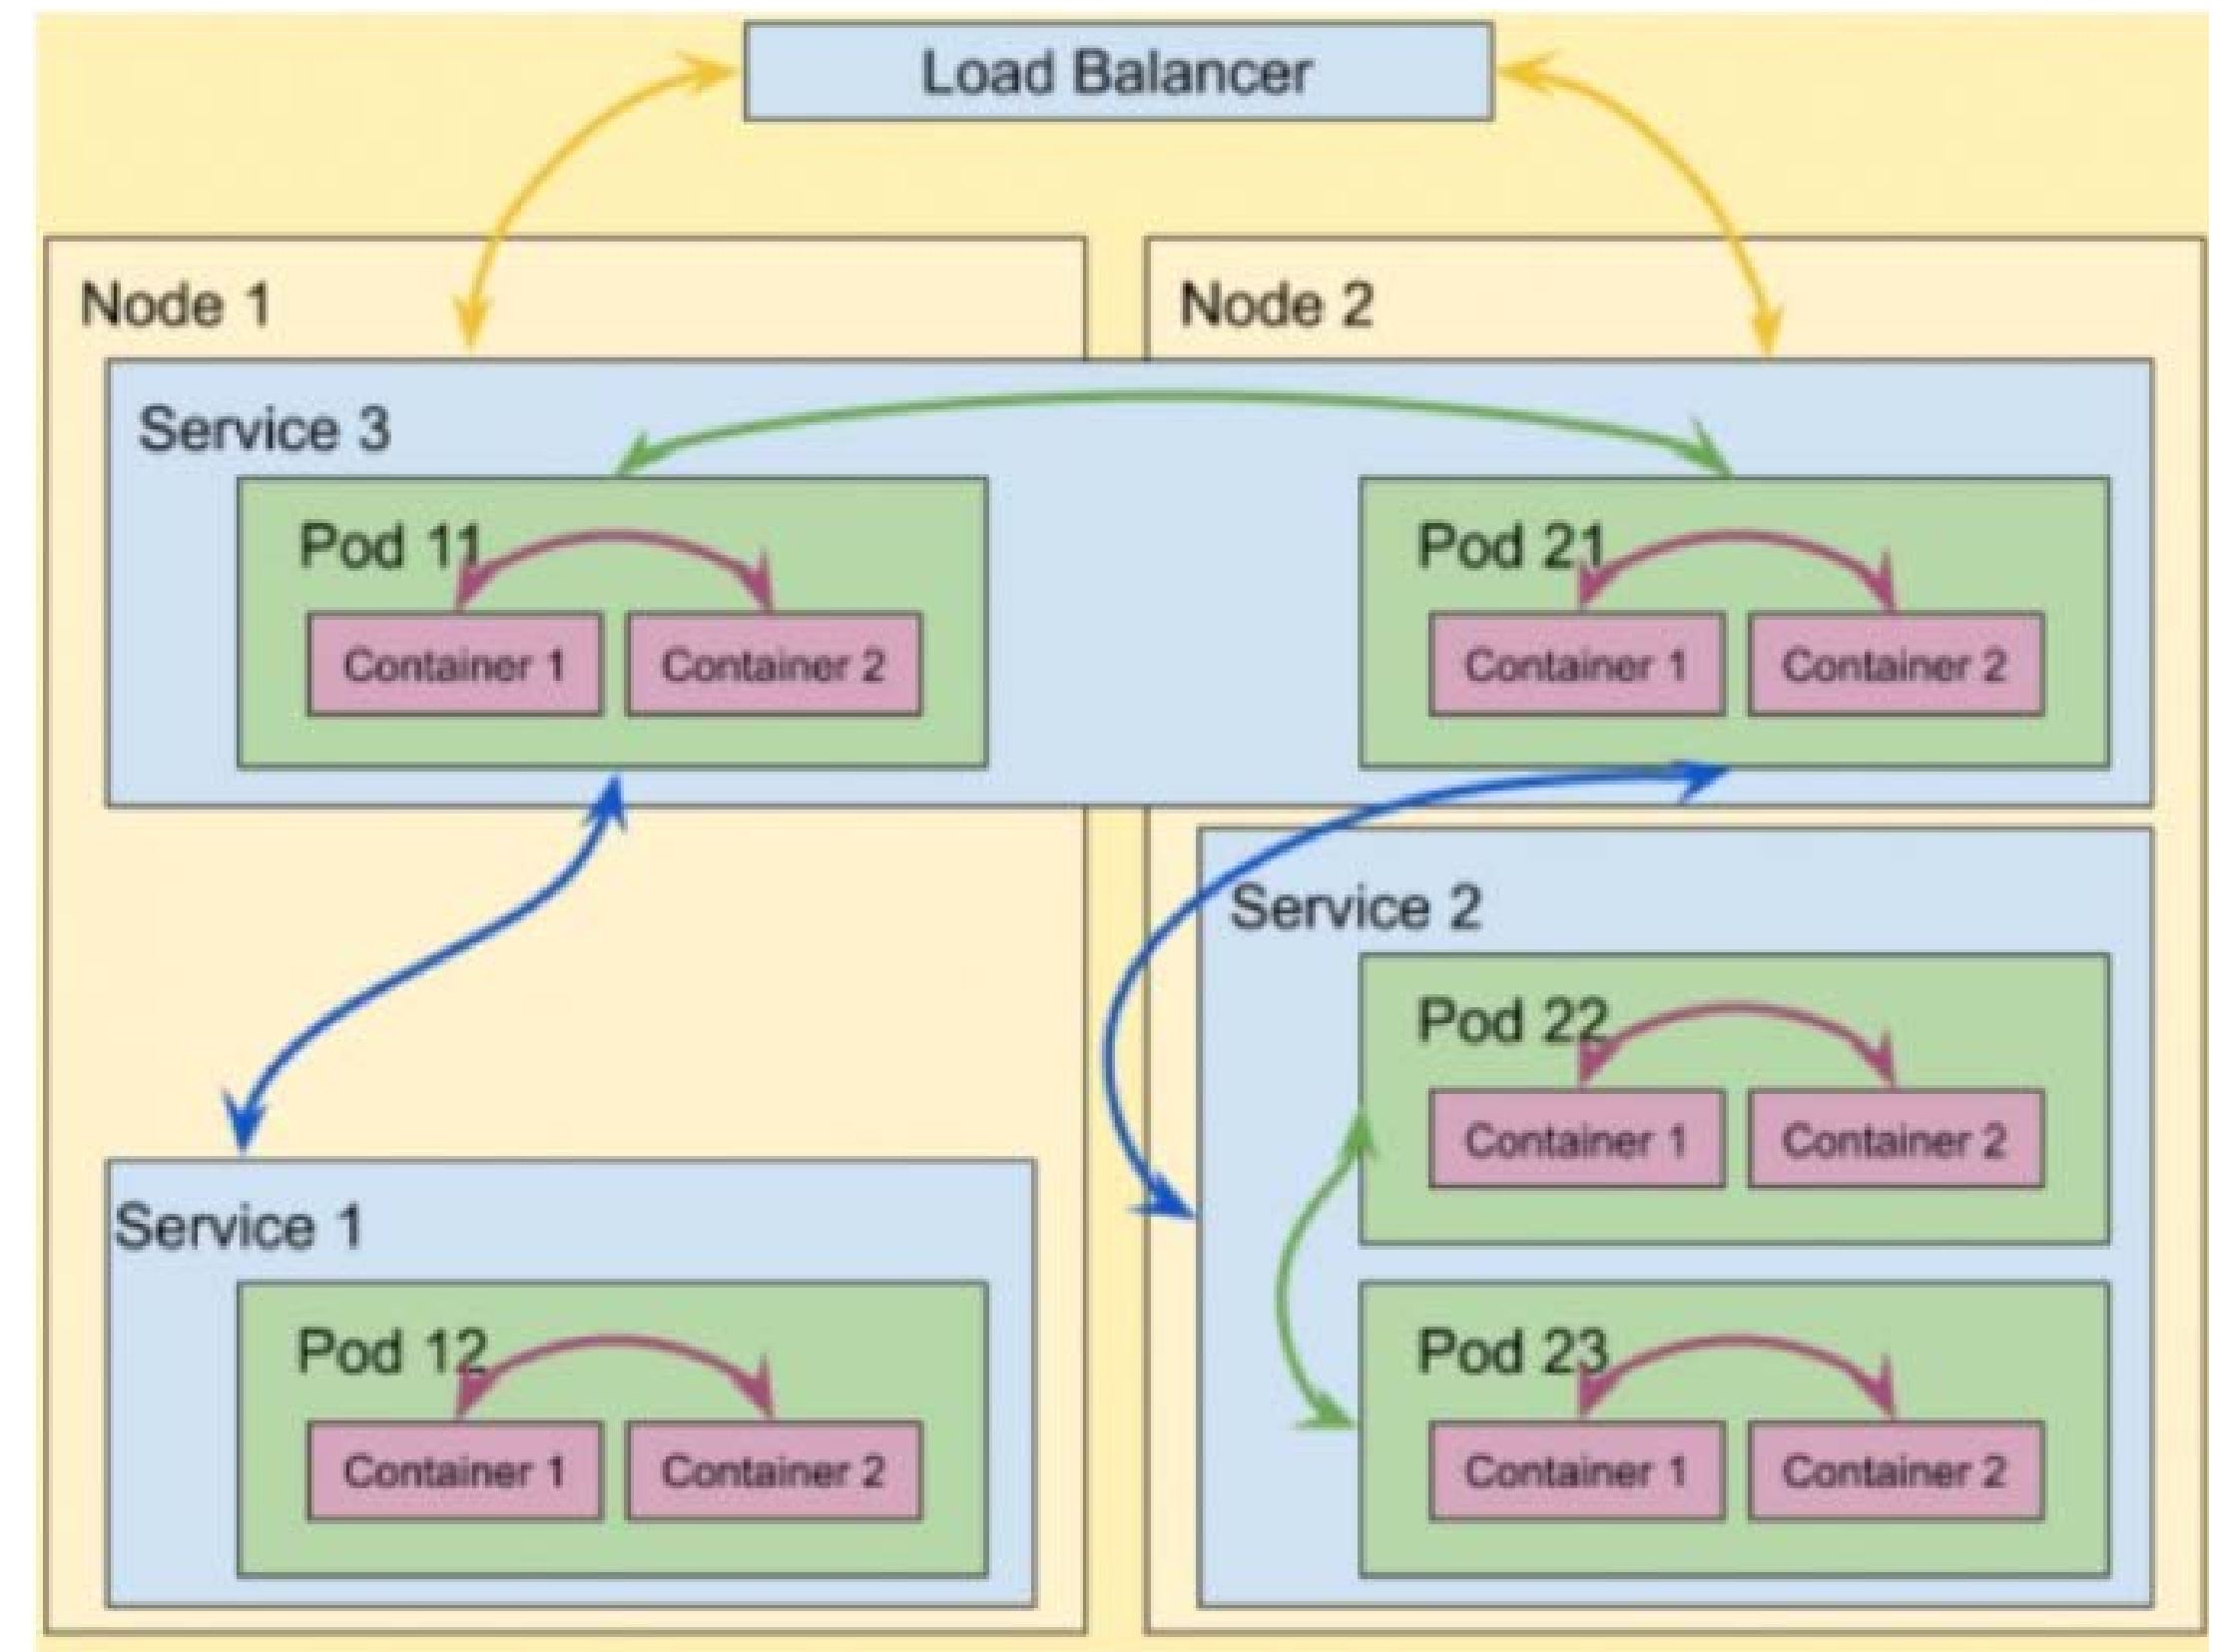 Load Balancer
Node 1
Node 2
Service 3
Pod 11
Container 1
Container 2
Pod 21
Container 1
Container 2
Service 2
Pod 22
Container 1
Container 2
Service 1
Pod 12
Container 1
Container 2
Pod 23
Container 1
Container 2